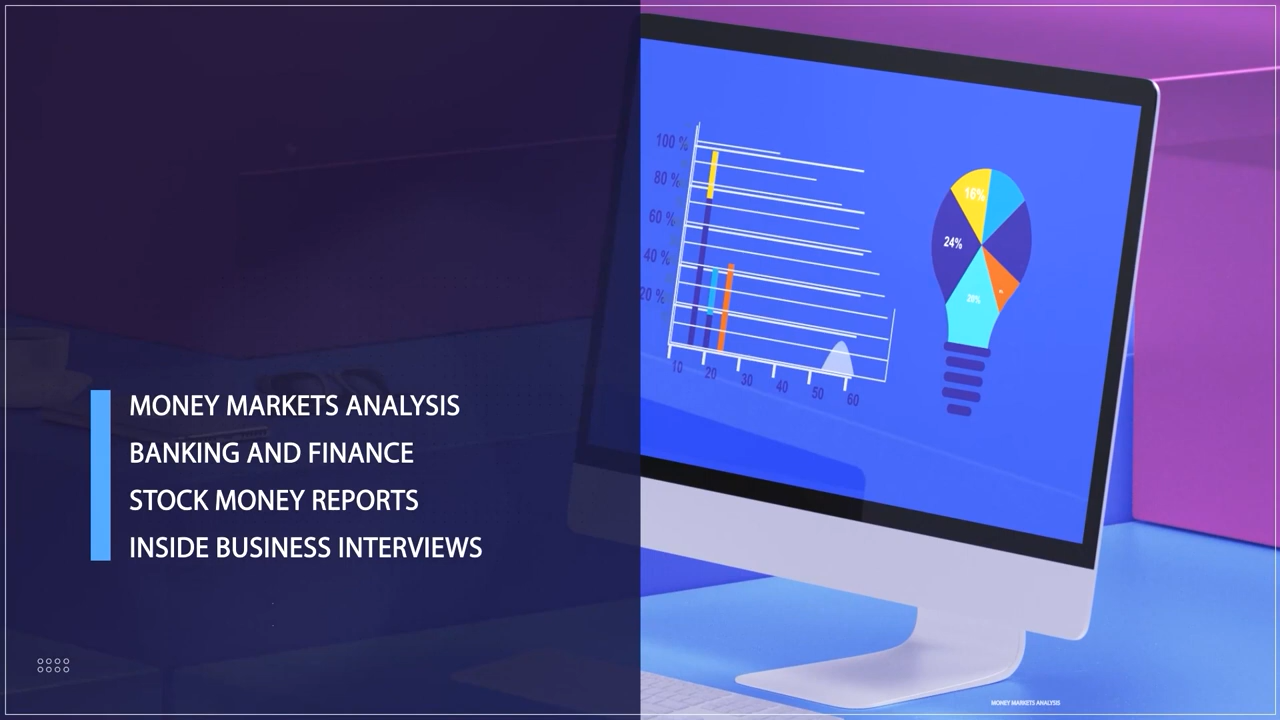 MONEY MARKETS ANALYSIS
BANKING AND FINANCE
STOCK MONEY REPORTS
INSIDE BUSINESS INTERVIEWS
100 %
80 %
60 %
40 %
20 %
10 20 30 40 50 60
16%
24%
28%
MONEY MARKETS ANALYSIS